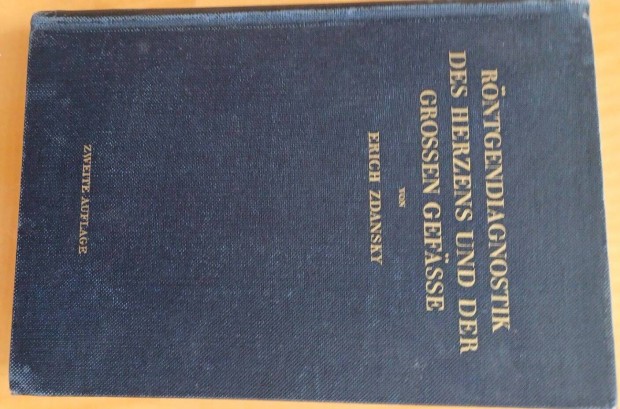 RÖNTGENDIAGNOSTIK
DES HERZENS UND DER
GROSSEN GEFÄSSE
VON
ERICH ZDANSKY
ZWEITE AUFLAGE